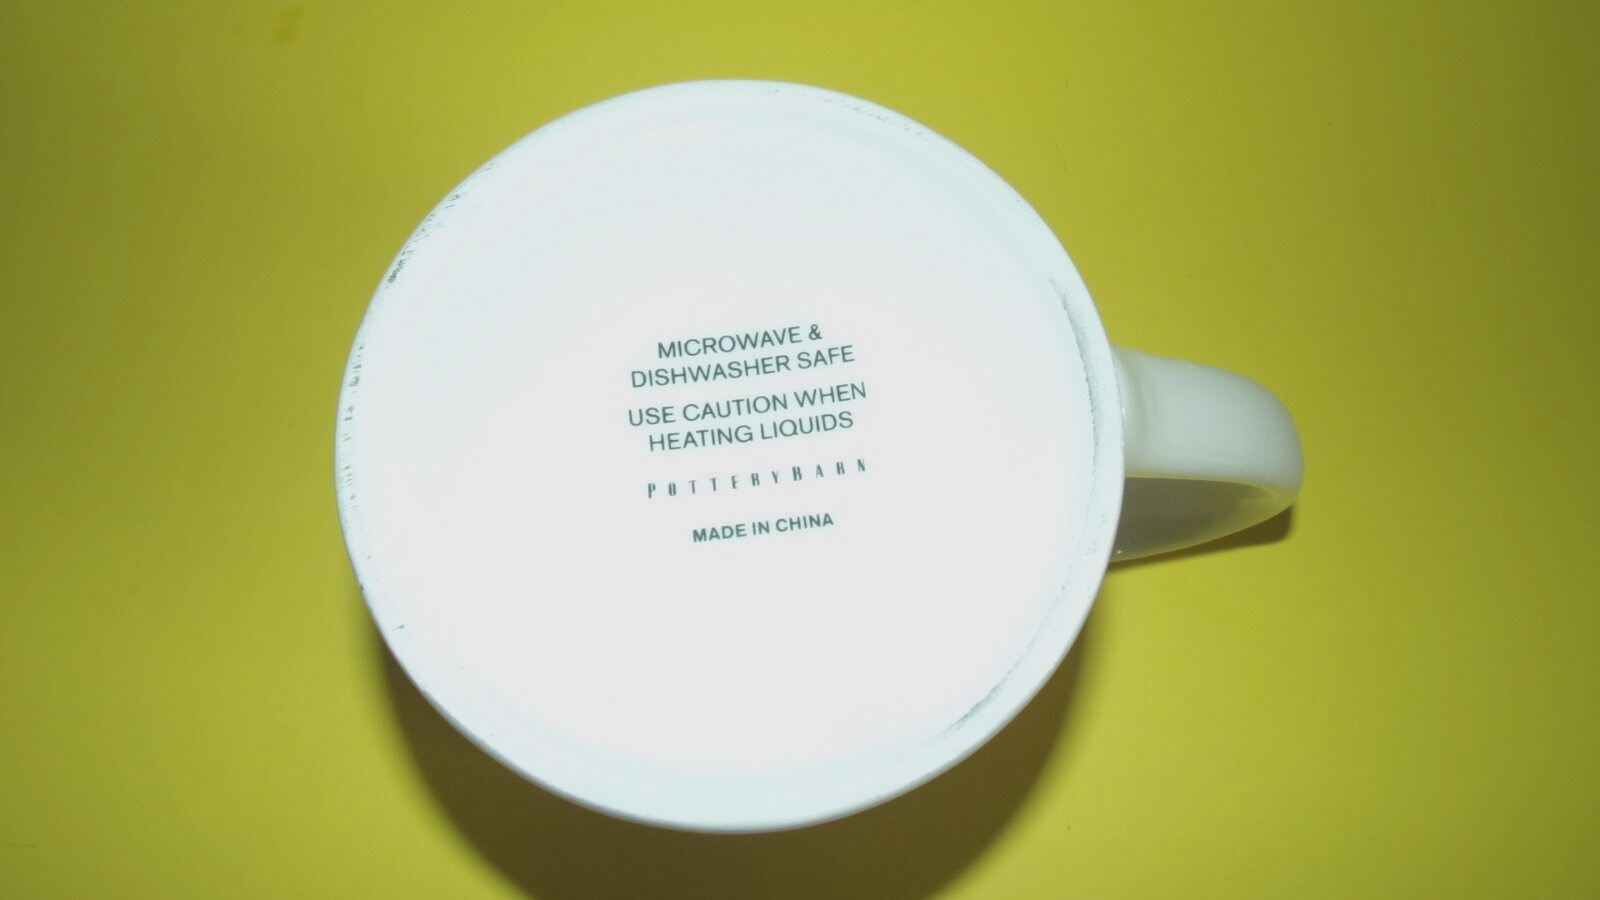 MICROWAVE &
DISHWASHER SAFE
USE CAUTION WHEN
HEATING LIQUIDS
POTTERYBARN
MADE IN CHINA